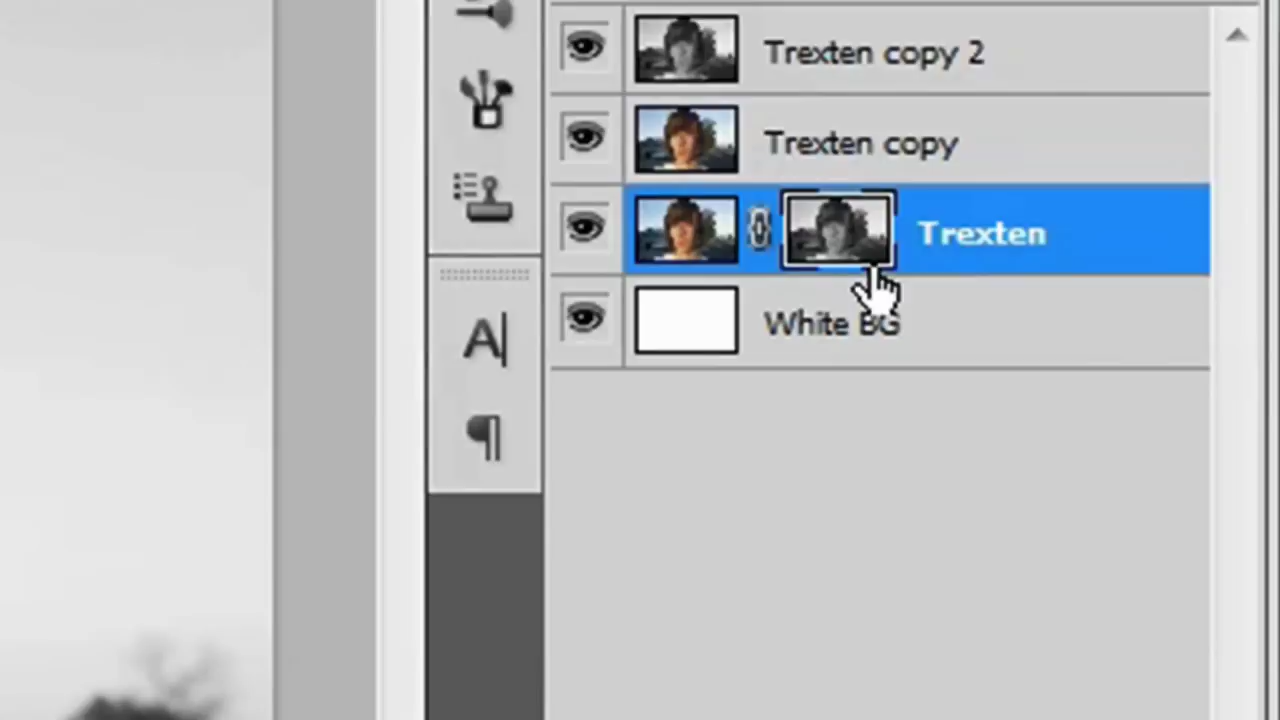 Trexten copy 2
Trexten copy
Trexten
White BG
A
¶